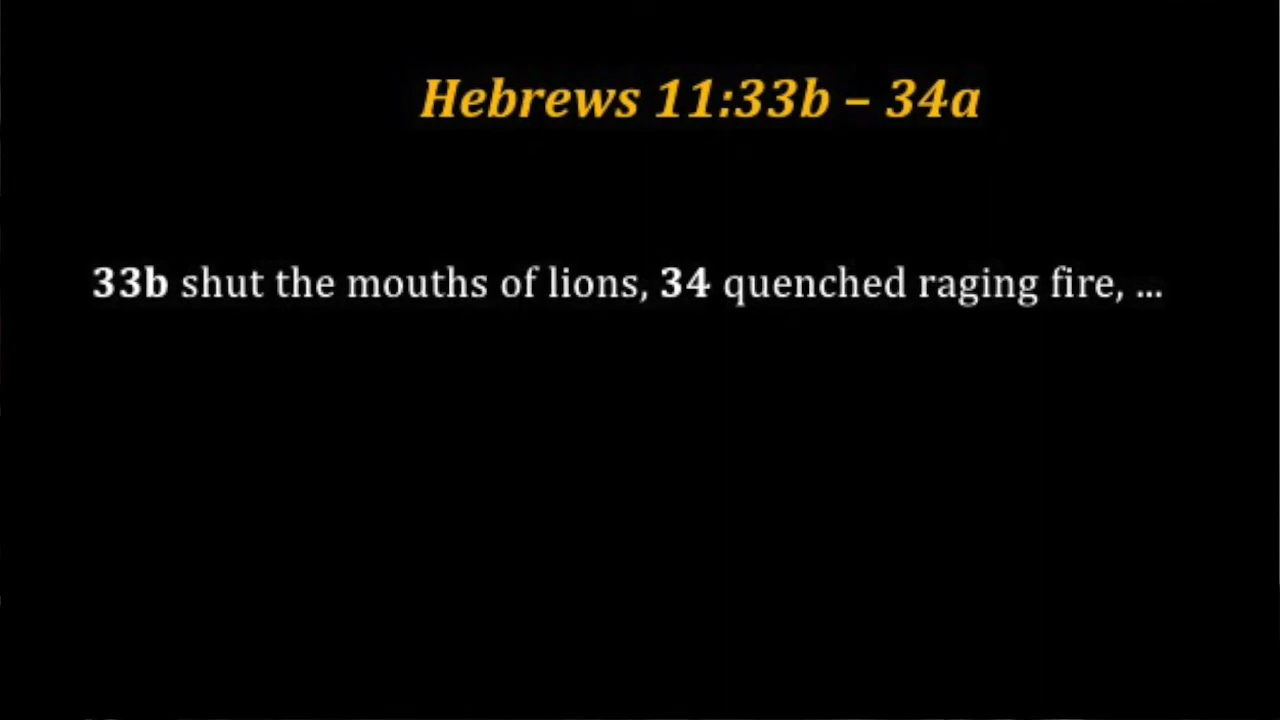 Hebrews 11:33b – 34a
33b shut the mouths of lions, 34 quenched raging fire, ...